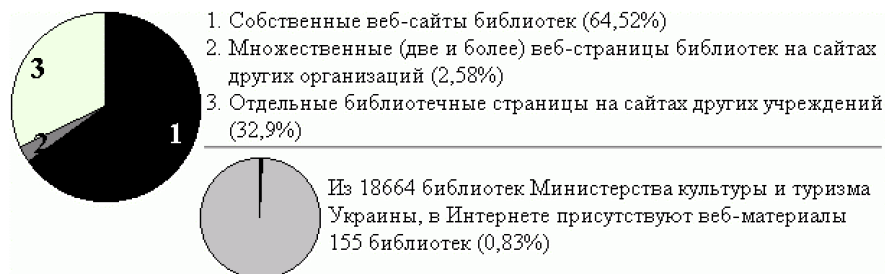 1. Собственные веб-сайты библиотек (64,52%)
2. Множественные (две и более) веб-страницы библиотек на сайтах
других организаций (2,58%)
3. Отдельные библиотечные страницы на сайтах других учреждений
(32,9%)
3
2
1
Из 18664 библиотек Министерства культуры и туризма
Украины, в Интернете присутствуют веб-материалы
155 библиотек (0,83%)